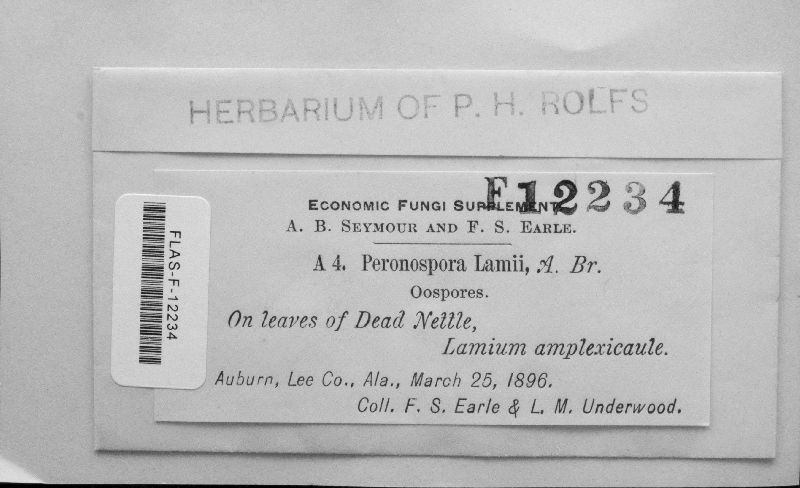 HERBARIUM OF P. H. ROLFS
F12234
ECONOMIC FUNGI SUPPLEMENT
A. B. SEYMOUR AND F. S. EARLE.
A 4. Peronospora Lamii, A. Br.
Oospores.
On leaves of Dead Nettle,
Lamium amplexicaule.
Auburn, Lee Co., Ala., March 25, 1896.
Coll. F. S. Earle & L. M. Underwood.
FLAS-F-12234